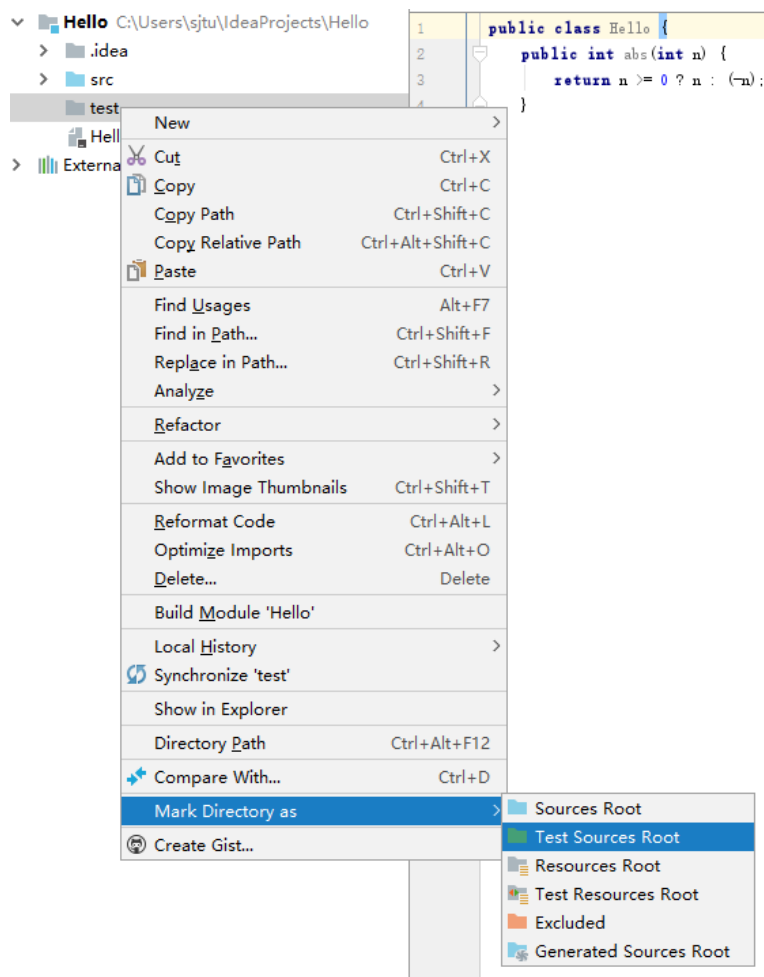 Hello C:\Users\sjtu\IdeaProjects\Hello
.idea
src
test
Hell
Externa
1 public class Hello {
2 public int abs(int n) {
3 return n >= 0 ? n : (-n);
4 }
New
Cut Ctrl+X
Copy Ctrl+C
Copy Path Ctrl+Shift+C
Copy Relative Path Ctrl+Alt+Shift+C
Paste Ctrl+V
Find Usages Alt+F7
Find in Path... Ctrl+Shift+F
Replace in Path... Ctrl+Shift+R
Analyze
Refactor
Add to Favorites
Show Image Thumbnails Ctrl+Shift+T
Reformat Code Ctrl+Alt+L
Optimize Imports Ctrl+Alt+O
Delete... Delete
Build Module 'Hello'
Local History
Synchronize 'test'
Show in Explorer
Directory Path Ctrl+Alt+F12
Compare With... Ctrl+D
Mark Directory as
Create Gist...
Sources Root
Test Sources Root
Resources Root
Test Resources Root
Excluded
Generated Sources Root